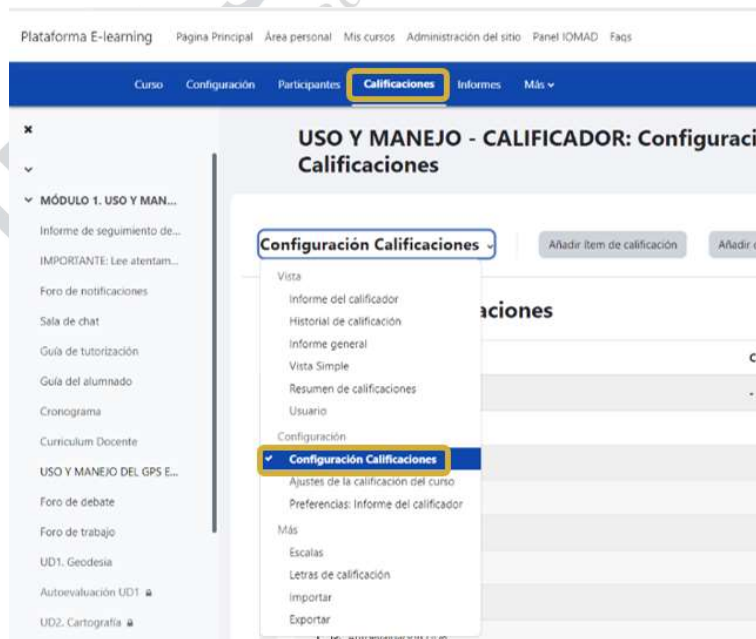 Plataforma E-learning Página Principal Área personal Mis cursos Administración del sitio Panel IOMAD Faqs
Curso Configuración Participantes Calificaciones Informes Más
USO Y MANEJO - CALIFICADOR: Configuraci
Calificaciones
MÓDULO 1. USO Y MAN...
Informe de seguimiento de...
IMPORTANTE: Lee atentam...
Foro de notificaciones
Sala de chat
Guía de tutorización
Guía del alumnado
Cronograma
Curriculum Docente
USO Y MANEJO DEL GPS E...
Foro de debate
Foro de trabajo
UD1. Geodesia
Autoevaluación UD1
UD2. Cartografía
Configuración Calificaciones
Añadir ítem de calificación Añadir
aciones
Vista
Informe del calificador
Historial de calificación
Informe general
Vista Simple
Resumen de calificaciones
Usuario
Configuración
Configuración Calificaciones
Ajustes de la calificación del curso
Preferencias: Informe del calificador
Más
Escalas
Letras de calificación
Importar
Exportar